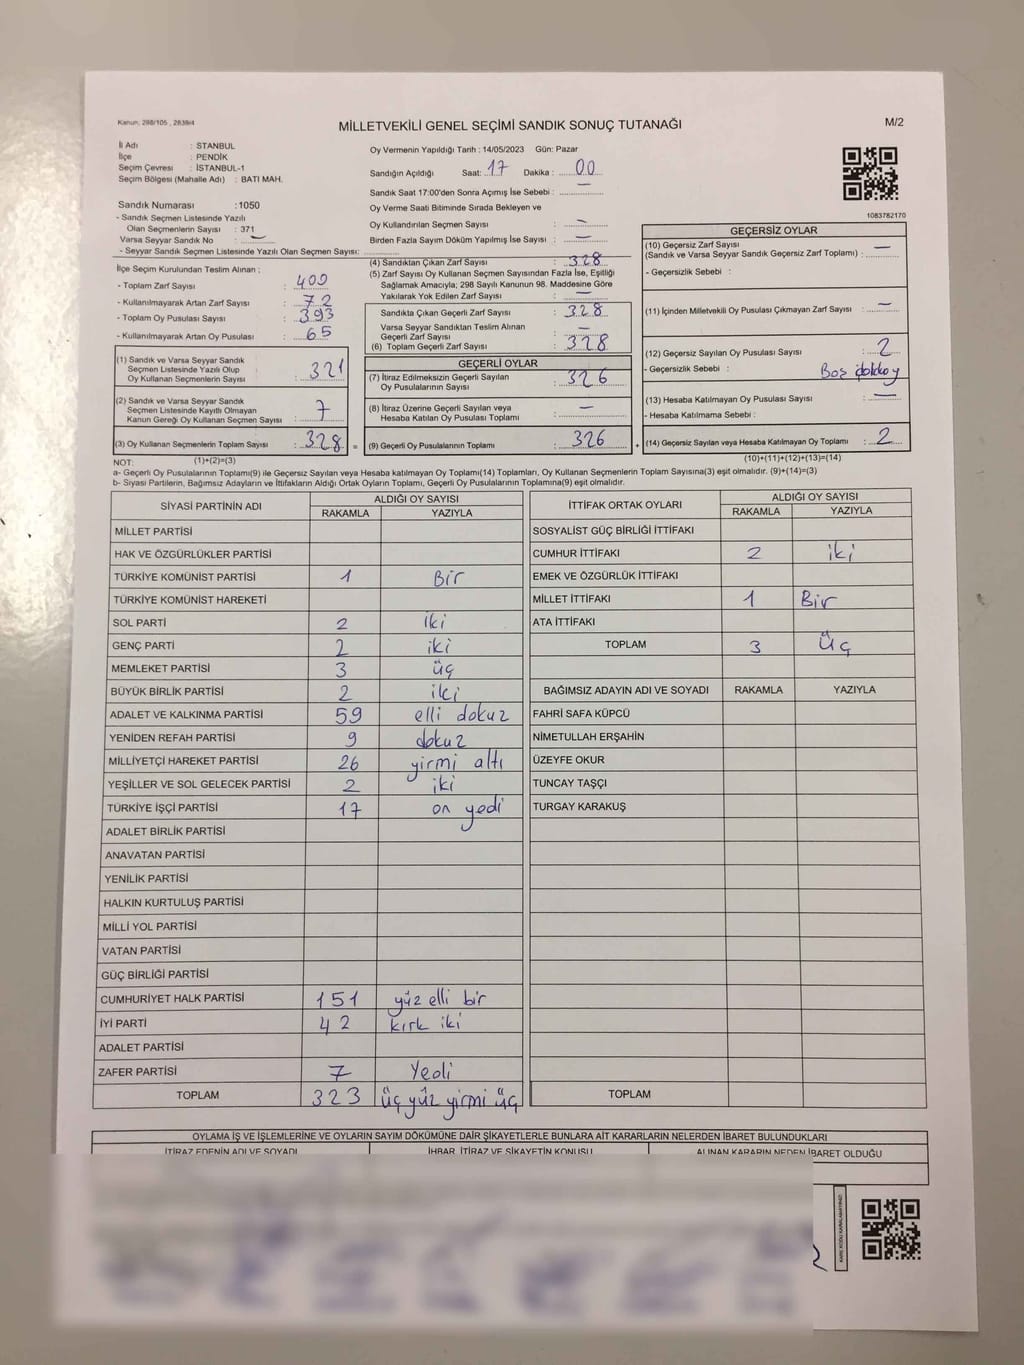 Kanun: 298/105 , 2839/4
MİLLETVEKİLİ GENEL SEÇİMİ SANDIK SONUÇ TUTANAĞI
M/2
İl Adı : STANBUL
İlçe : PENDİK
Seçim Çevresi : İSTANBUL-1
Seçim Bölgesi (Mahalle Adı) : BATI MAH.
Sandık Numarası :1050
- Sandık Seçmen Listesinde Yazılı
Olan Seçmenlerin Sayısı : 371
Varsa Seyyar Sandık No : —
- Seyyar Sandık Seçmen Listesinde Yazılı Olan Seçmen Sayısı:
İlçe Seçim Kurulundan Teslim Alınan ;
- Toplam Zarf Sayısı : 400
- Kullanılmayarak Artan Zarf Sayısı : 72
- Toplam Oy Pusulası Sayısı : 393
- Kullanılmayarak Artan Oy Pusulası : 65
(1) Sandık ve Varsa Seyyar Sandık
Seçmen Listesinde Yazılı Olup
Oy Kullanan Seçmenlerin Sayısı : 321
(2) Varsa Seyyar Sandık
Seçmen Listesinde Kayıtlı Olmayan
Kanun Gereği Oy Kullanan Seçmen Sayısı : 7
(3) Oy Kullanan Seçmenlerin Toplam Sayısı : 328 =
Oy Vermenin Yapıldığı Tarih : 14/05/2023 Gün: Pazar
Sandığın Açıldığı Saat: 17 Dakika : 00
Sandık Saat 17:00'den Sonra Açımış İse Sebebi : —
Oy Verme Saati Bitiminde Sırada Bekleyen ve
Oy Kullandırılan Seçmen Sayısı : —
Birden Fazla Sayım Döküm Yapılmış İse Sayısı : —
(4) Sandıktan Çıkan Zarf Sayısı : 328
(5) Zarf Sayısı Oy Kullanan Seçmen Sayısından Fazla İse, Eşitliği
Sağlamak Amacıyla; 298 Sayılı Kanunun 98. Maddesine Göre
Yakılarak Yok Edilen Zarf Sayısı : —
Sandıkta Çıkan Geçerli Zarf Sayısı : 328
Varsa Seyyar Sandıktan Teslim Alınan
Geçerli Zarf Sayısı : —
(6) Toplam Geçerli Zarf Sayısı : 328
GEÇERLİ OYLAR
(7) İtiraz Edilmeksizin Geçerli Sayılan
Oy Pusulalarının Sayısı : 326
(8) İtiraz Üzerine Geçerli Sayılan veya
Hesaba Katılan Oy Pusulası Toplamı : —
(9) Geçerli Oy Pusulalarının Toplamı : 326 +
1083782170
GEÇERSİZ OYLAR
(10) Geçersiz Zarf Sayısı
(Sandık ve Varsa Seyyar Sandık Geçersiz Zarf Toplamı) : —
- Geçersizlik Sebebi :
(11) İçinden Milletvekili Oy Pusulası Çıkmayan Zarf Sayısı : —
(12) Geçersiz Sayılan Oy Pusulası Sayısı : 2
- Geçersizlik Sebebi : Boş
(13) Hesaba Katılmayan Oy Pusulası Sayısı : —
- Hesaba Katılmama Sebebi :
(14) Geçersiz Sayılan veya Hesaba Katılmayan Oy Toplamı : 2
NOT: (1)+(2)=(3)
(10)+(11)+(12)+(13)=(14)
a- Geçerli Oy Pusulalarının Toplamı(9) ile Geçersiz Sayılan veya Hesaba katılmayan Oy Toplamı(14) Toplamları, Oy Kullanan Seçmenlerin Toplam Sayısına(3) eşit olmalıdır. (9)+(14)=(3)
b- Siyasi Partilerin, Bağımsız Adayların ve İttifakların Aldığı Ortak Oyların Toplamı, Geçerli Oy Pusulalarının Toplamına(9) eşit olmalıdır.
SİYASİ PARTİNİN ADI ALDIĞI OY SAYISI
RAKAMLA YAZIYLA
MİLLET PARTİSİ
HAK VE ÖZGÜRLÜKLER PARTİSİ
TÜRKİYE KOMÜNİST PARTİSİ 1 Bir
TÜRKİYE KOMÜNİST HAREKETİ
SOL PARTİ 2 iki
GENÇ PARTİ 2 iki
MEMLEKET PARTİSİ 3 üç
BÜYÜK BİRLİK PARTİSİ 2 iki
ADALET VE KALKINMA PARTİSİ 59 elli dokuz
YENİDEN REFAH PARTİSİ 9 dokuz
MİLLİYETÇİ HAREKET PARTİSİ 26 yirmi altı
YEŞİLLER VE SOL GELECEK PARTİSİ 2 iki
TÜRKİYE İŞÇİ PARTİSİ 17 on yedi
ADALET BİRLİK PARTİSİ
ANAVATAN PARTİSİ
YENİLİK PARTİSİ
HALKIN KURTULUŞ PARTİSİ
MİLLİ YOL PARTİSİ
VATAN PARTİSİ
GÜÇ BİRLİĞİ PARTİSİ
CUMHURİYET HALK PARTİSİ 151 yüz elli bir
İYİ PARTİ 42 kırk iki
ADALET PARTİSİ
ZAFER PARTİSİ 7 Yedi
TOPLAM 323 üç yüz yirmi üç
İTTİFAK ORTAK OYLARI ALDIĞI OY SAYISI
RAKAMLA YAZIYLA
SOSYALİST GÜÇ BİRLİĞİ İTTİFAKI
CUMHUR İTTİFAKI 2 iki
EMEK VE ÖZGÜRLÜK İTTİFAKI
MİLLET İTTİFAKI 1 Bir
ATA İTTİFAKI
TOPLAM 3 üç
BAĞIMSIZ ADAYIN ADI VE SOYADI RAKAMLA YAZIYLA
FAHRİ SAFA KÜPCÜ
NİMETULLAH ERŞAHİN
ÜZEYFE OKUR
TUNCAY TAŞÇI
TURGAY KARAKUŞ
TOPLAM
OYLAMA İŞ VE İŞLEMLERİNE VE OYLARIN SAYIM DÖKÜMÜNE DAİR ŞİKAYETLERLE BUNLARA AİT KARARLARIN NELERDEN İBARET BULUNDUKLARI
İTİRAZ EDENİN ADI VE SOYADI İHBAR, İTİRAZ VE ŞİKAYETİN KONUSU ALINAN KARARIN NEDEN İBARET OLDUĞU